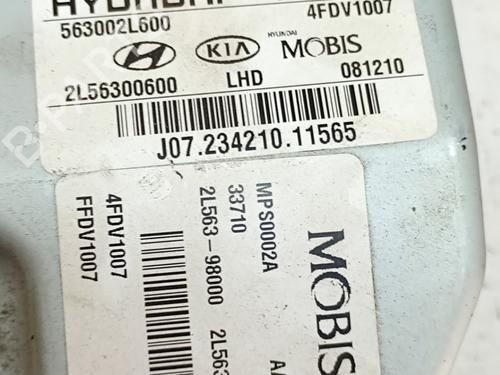 HYUNDAI
563002L600
4FDV1007
KIA
HYUNDAI
MOBIS
2L56300600
LHD
081210
J07.234210.11565
MPS0002A
33710
2L563-98000 2L563
4FDV1007
FFDV1007
MOBIS
A/
B-PARTS